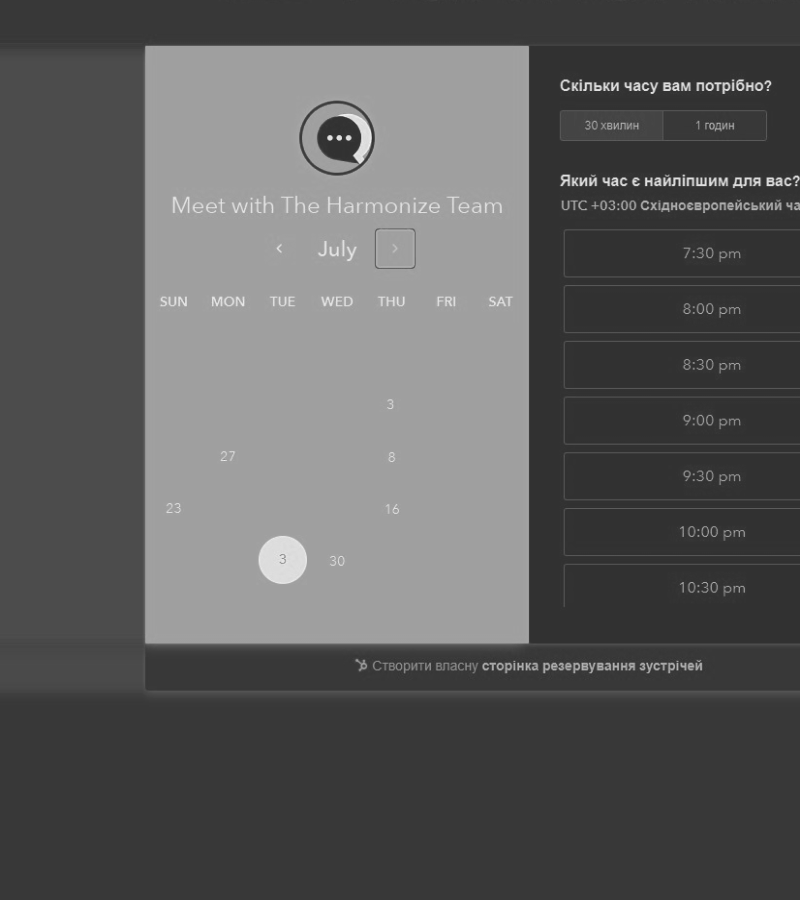 Meet with The Harmonize Team
July
SUN MON TUE WED THU FRI SAT
3
27 8
23 16
3 30
Скільки часу вам потрібно?
30 хвилин 1 годин
Який час є найліпшим для вас?
UTC +03:00 Східноєвропейський ча
7:30 pm
8:00 pm
8:30 pm
9:00 pm
9:30 pm
10:00 pm
10:30 pm
Створити власну сторінка резервування зустрічей